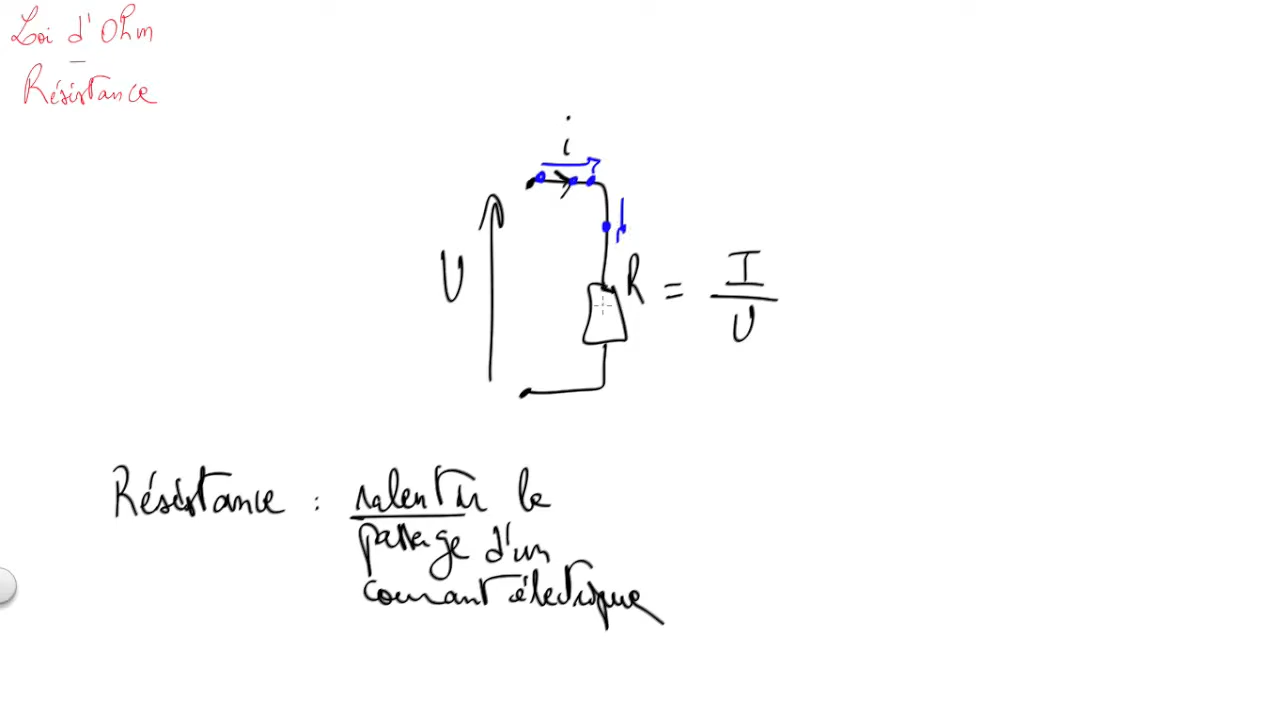 Loi d'Ohm
–
Résistance
i
U
R = I / U
Résistance : ralentir le
passage d'un
courant électrique